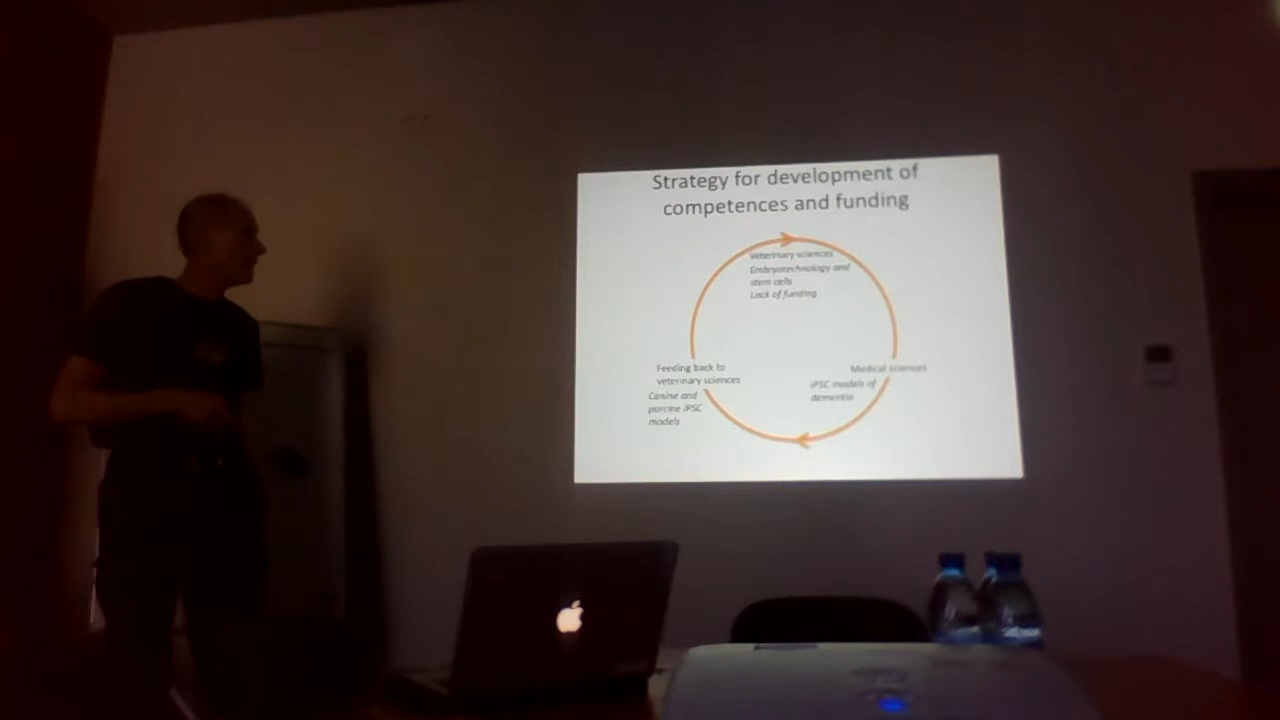 Strategy for development of
competences and funding
Veterinary sciences
Embryotechnology and
stem cells
Lack of funding
Medical sciences
iPSC models of
dementia
Feeding back to
veterinary sciences
Canine and
porcine iPSC
models